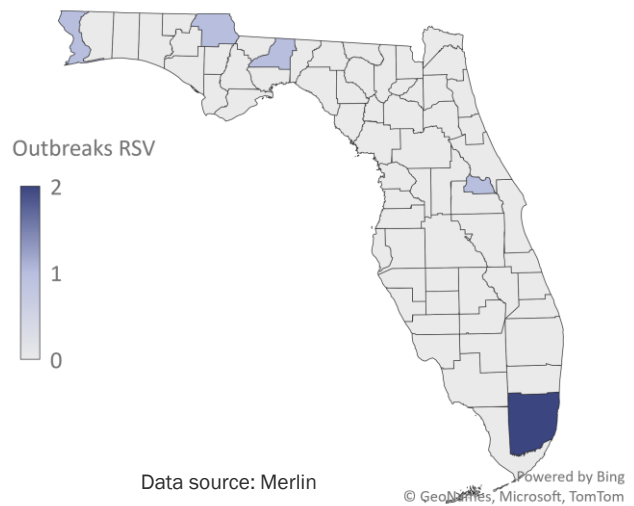 Outbreaks RSV
2
1
0
Data source: Merlin
Powered by Bing
© GeoNames, Microsoft, TomTom